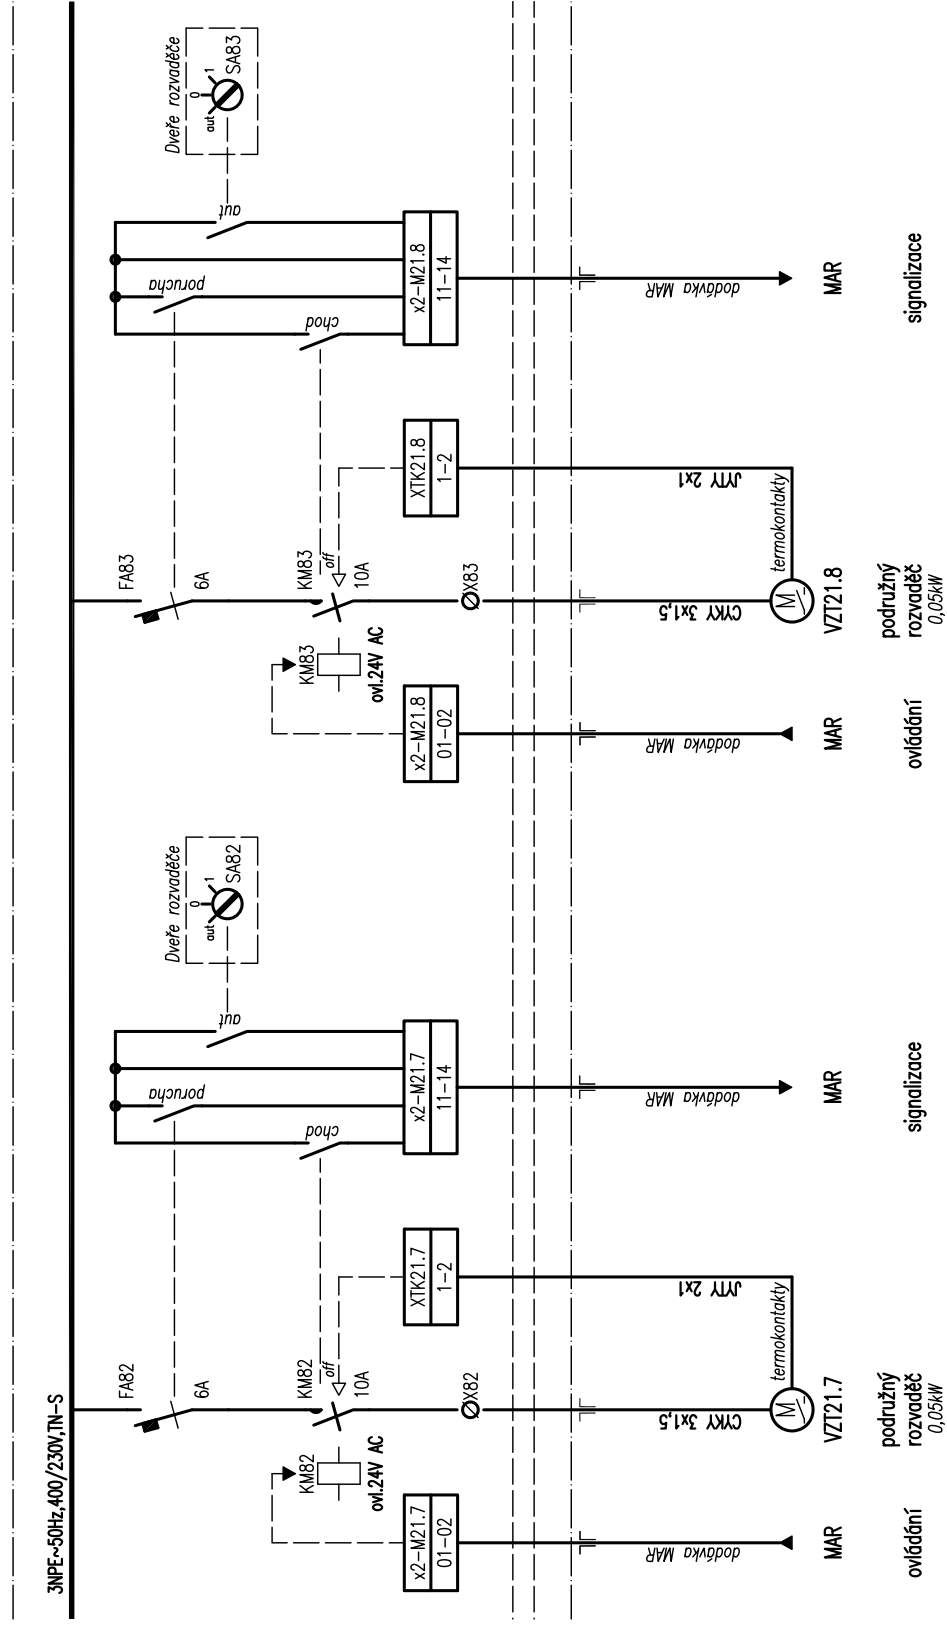 3NPE~50Hz,400/230V,TN-S
FA82
6A
KM82
off
10A
KM82
ovl.24V AC
x2-M21.7
01-02
dodávka MAR
MAR
ovládání
X82
CYKY 3x1,5
VZT21.7
M
podružný
rozvaděč
0,05kW
XTK21.7
1-2
JYTY 2x1
termokontakty
chod
porucha
aut
x2-M21.7
11-14
dodávka MAR
MAR
signalizace
Dveře rozvaděče
aut
0
1
SA82
FA83
6A
KM83
off
10A
KM83
ovl.24V AC
x2-M21.8
01-02
dodávka MAR
MAR
ovládání
X83
CYKY 3x1,5
VZT21.8
M
podružný
rozvaděč
0,05kW
XTK21.8
1-2
JYTY 2x1
termokontakty
chod
porucha
aut
x2-M21.8
11-14
dodávka MAR
MAR
signalizace
Dveře rozvaděče
aut
0
1
SA83